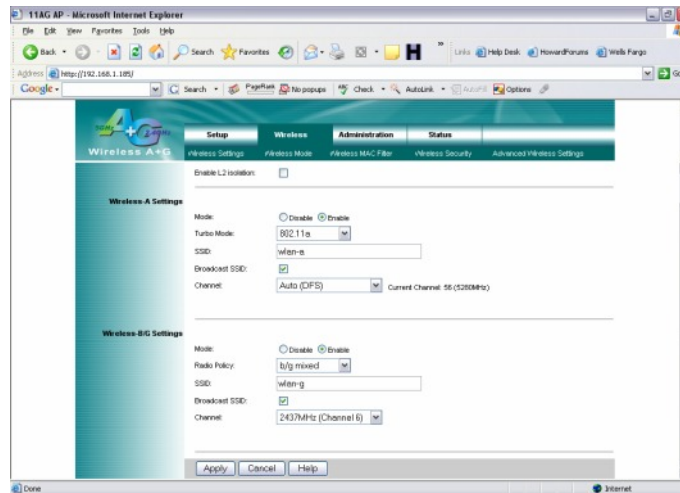 11AG AP - Microsoft Internet Explorer
File Edit View Favorites Tools Help
Back Search Favorites H » Links Help Desk HowardForums Wells Fargo
Address http://192.168.1.185/ Go
Google Search PageRank No popups Check AutoLink AutoFill Options
A+G
Setup Wireless Administration Status
Wireless A+G Wireless Settings Wireless Mode Wireless MAC Filter Wireless Security Advanced Wireless Settings
Enable L2 isolation:
Wireless-A Settings
Mode: Disable Enable
Turbo Mode: 802.11a
SSID: wlan-a
Broadcast SSID:
Channel: Auto (DFS) Current Channel: 56 (5280MHz)
Wireless-B/G Settings
Mode: Disable Enable
Radio Policy: b/g mixed
SSID: wlan-g
Broadcast SSID:
Channel: 2437MHz (Channel 6)
Apply Cancel Help
Done Internet